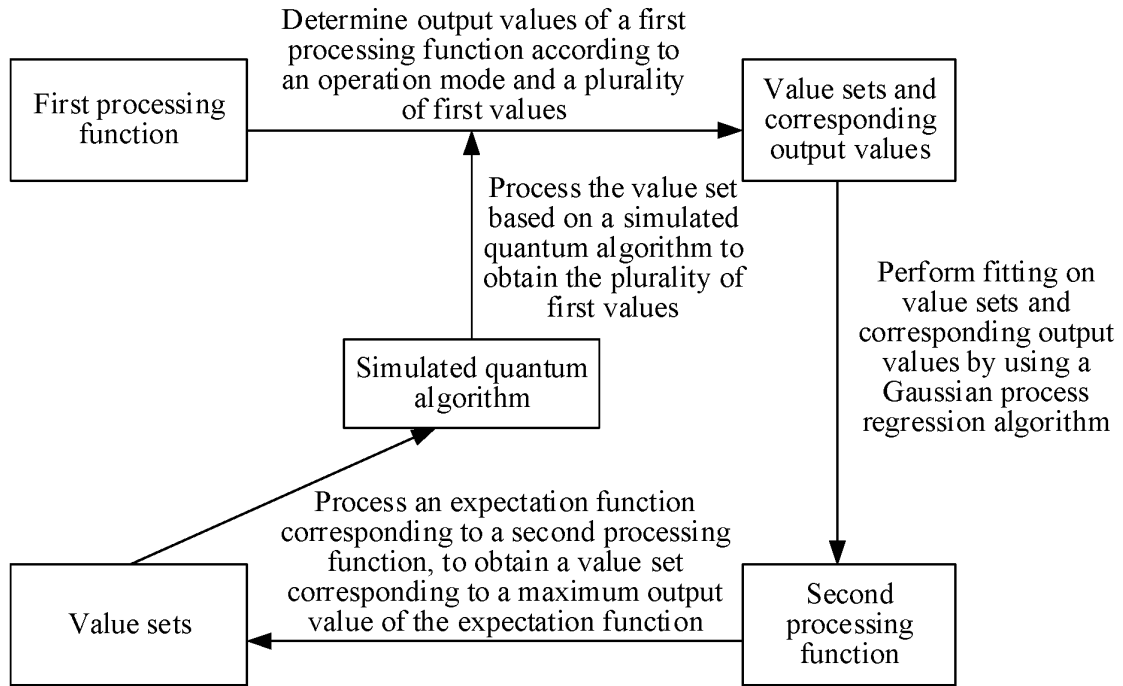 Determine output values of a first
processing function according to
an operation mode and a plurality
of first values
First processing
function
Value sets and
corresponding
output values
Process the value set
based on a simulated
quantum algorithm to
obtain the plurality of
first values
Perform fitting on
value sets and
corresponding output
values by using a
Gaussian process
regression algorithm
Simulated quantum
algorithm
Process an expectation function
corresponding to a second processing
function, to obtain a value set
corresponding to a maximum output
value of the expectation function
Value sets
Second
processing
function